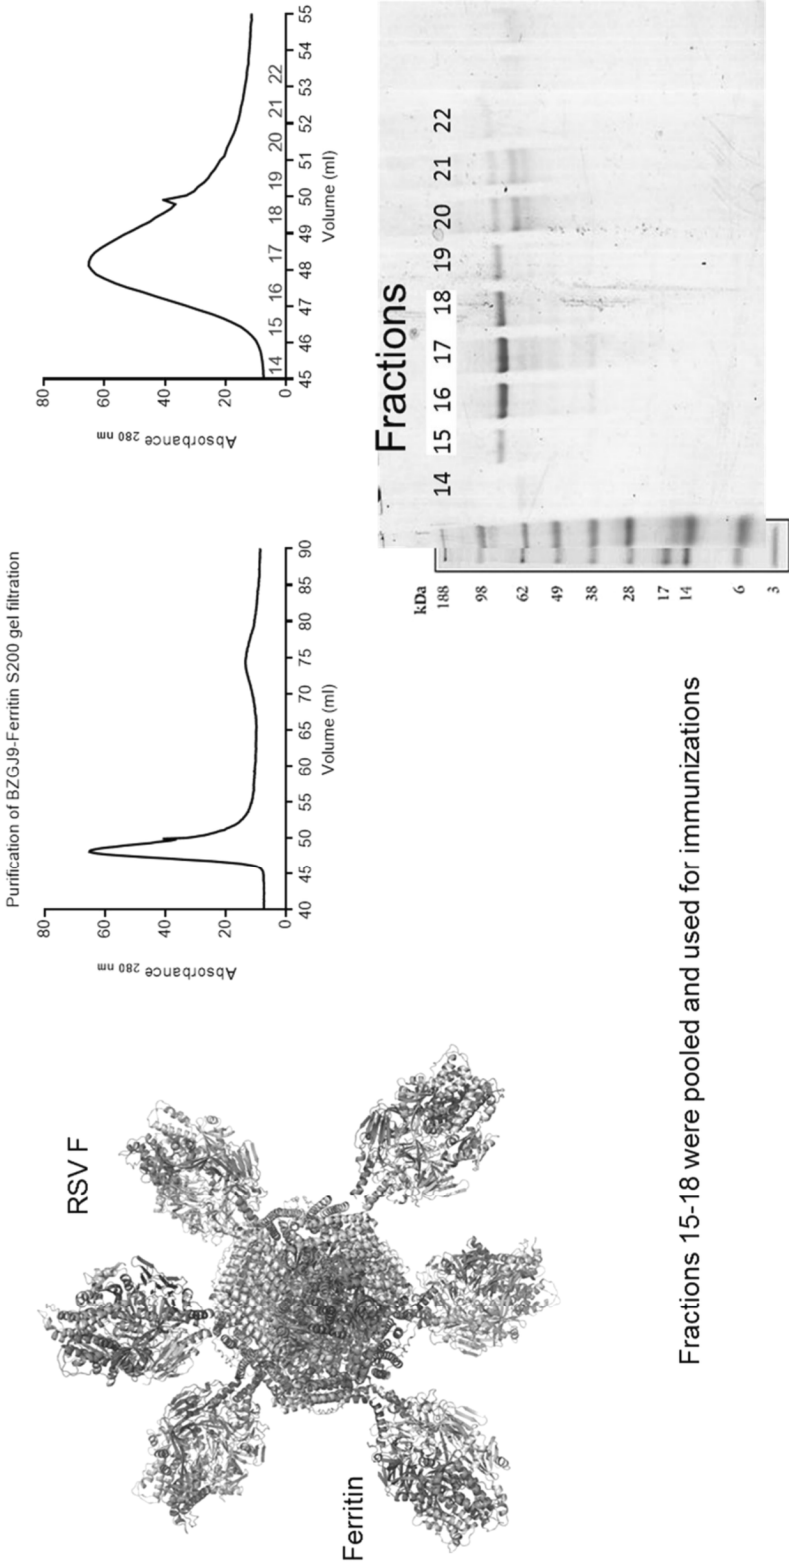 Purification of BZGJ9-Ferritin S200 gel filtration
RSV F
Ferritin
Absorbance 280 nm
80
60
40
20
0
40 45 50 55 60 65 70 75 80 85 90
Volume (ml)
Absorbance 280 nm
80
60
40
20
0
14 15 16 17 18 19 20 21 22
45 46 47 48 49 50 51 52 53 54 55
Volume (ml)
Fractions
14 15 16 17 18 19 20 21 22
kDa
188
98
62
49
38
28
17
14
6
3
Fractions 15-18 were pooled and used for immunizations